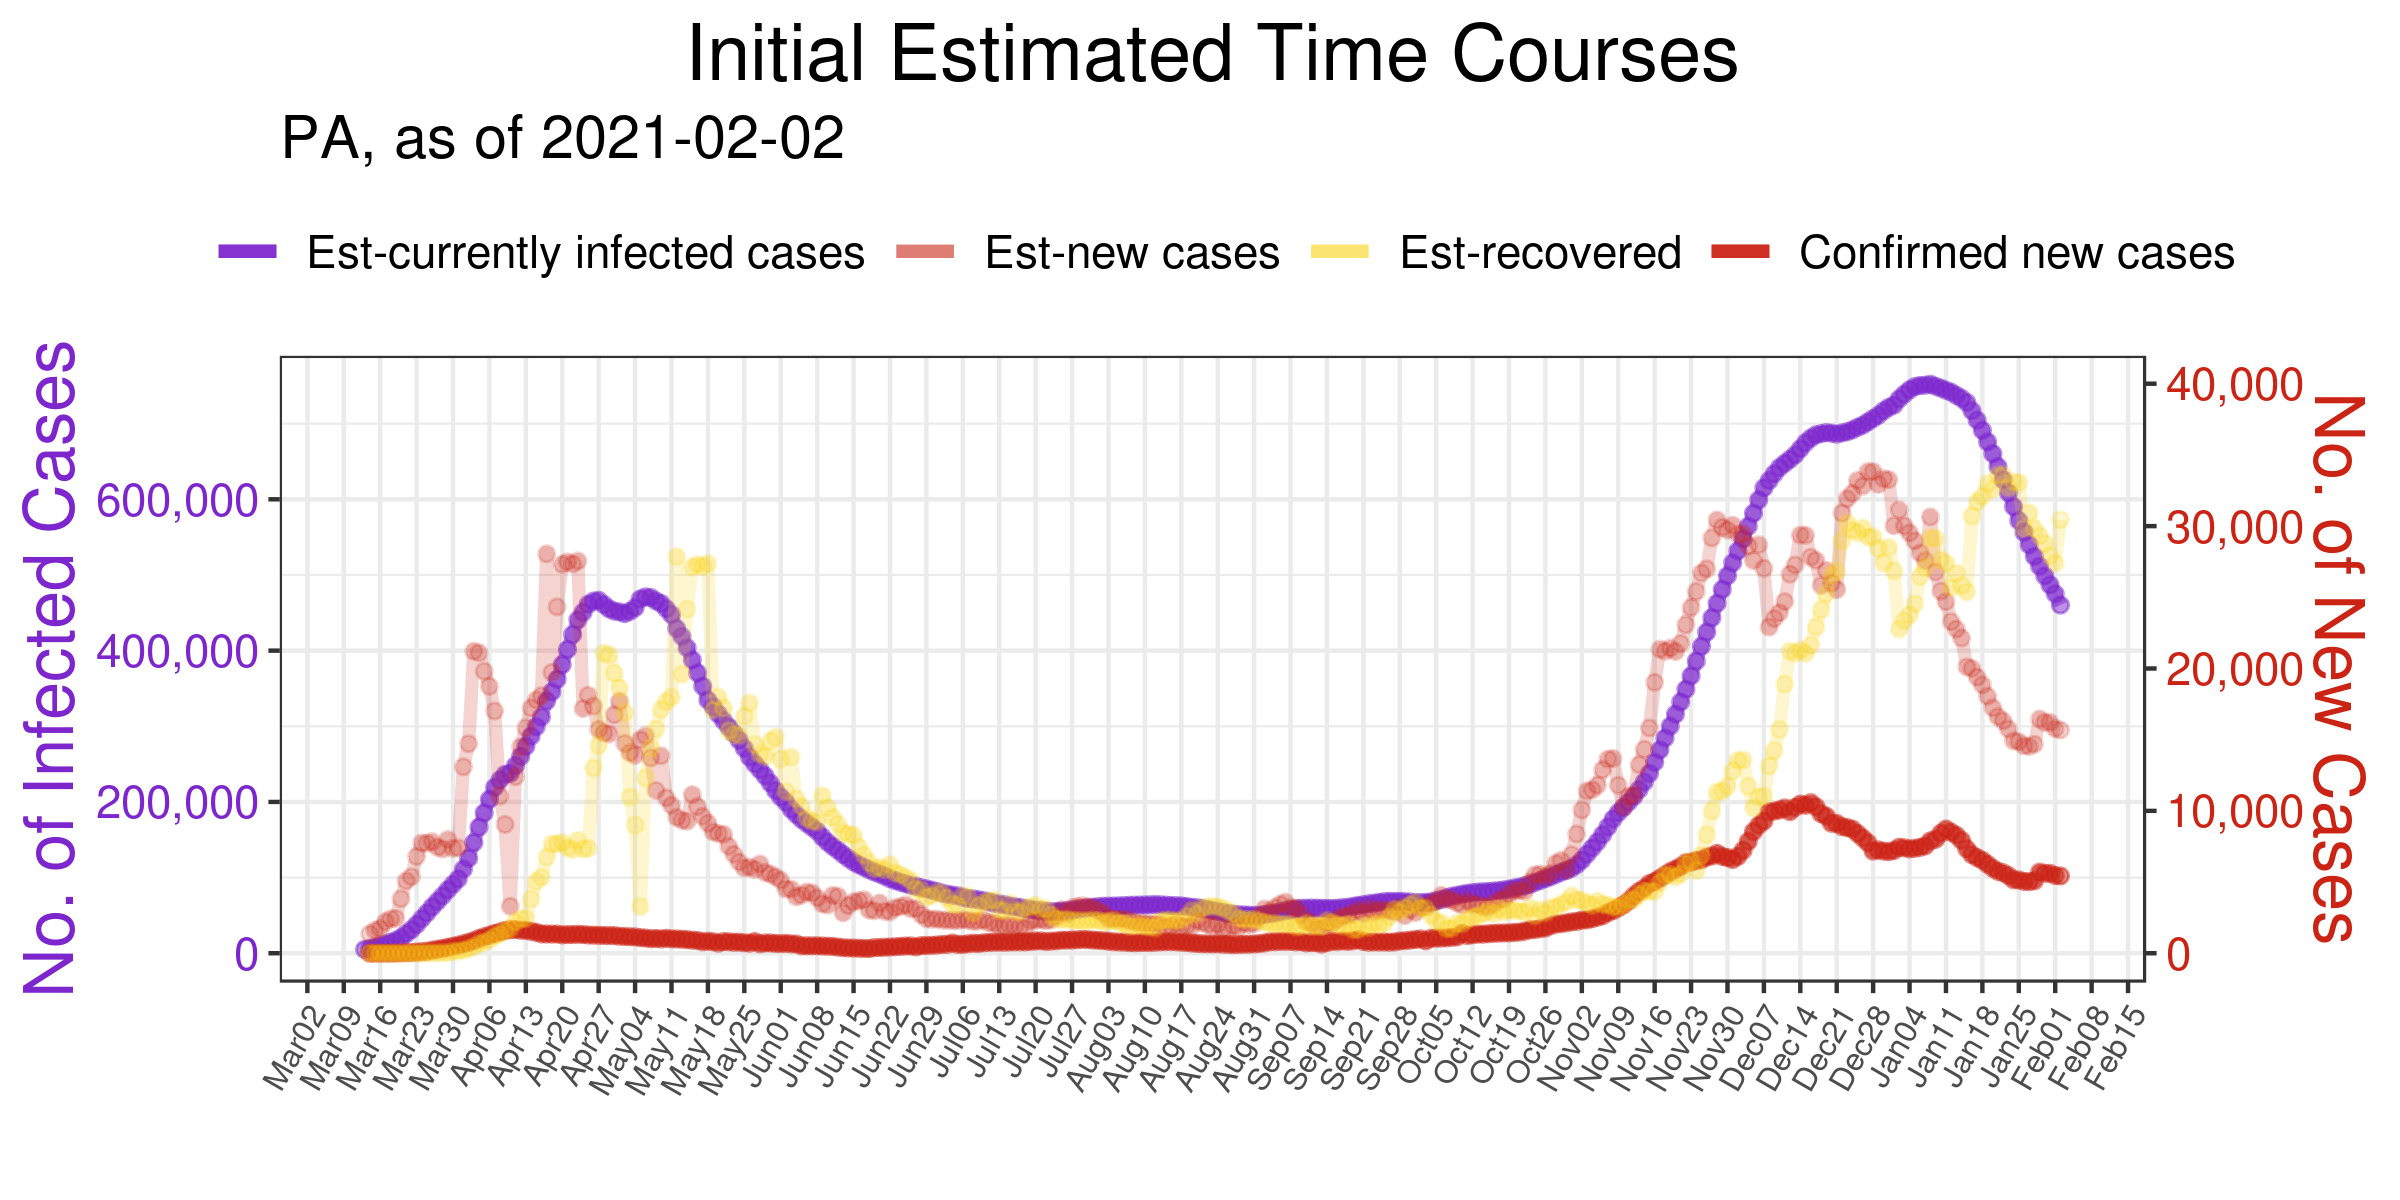 Initial Estimated Time Courses
PA, as of 2021-02-02
Est-currently infected cases Est-new cases Est-recovered Confirmed new cases
No. of Infected Cases
600,000
400,000
200,000
0
40,000
30,000
20,000
10,000
0
No. of New Cases
Mar02 Mar09 Mar16 Mar23 Mar30 Apr06 Apr13 Apr20 Apr27 May04 May11 May18 May25 Jun01 Jun08 Jun15 Jun22 Jun29 Jul06 Jul13 Jul20 Jul27 Aug03 Aug10 Aug17 Aug24 Aug31 Sep07 Sep14 Sep21 Sep28 Oct05 Oct12 Oct19 Oct26 Nov02 Nov09 Nov16 Nov23 Nov30 Dec07 Dec14 Dec21 Dec28 Jan04 Jan11 Jan18 Jan25 Feb01 Feb08 Feb15